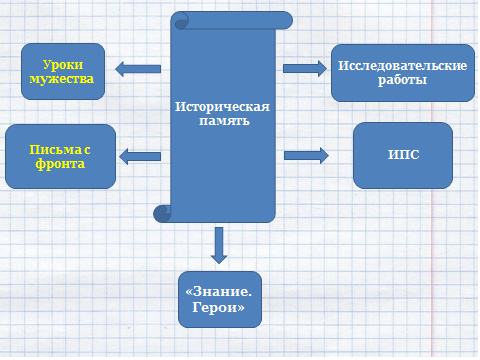 Уроки
мужества
Историческая
память
Исследовательские
работы
Письма с
фронта
ИПС
«Знание.
Герои»